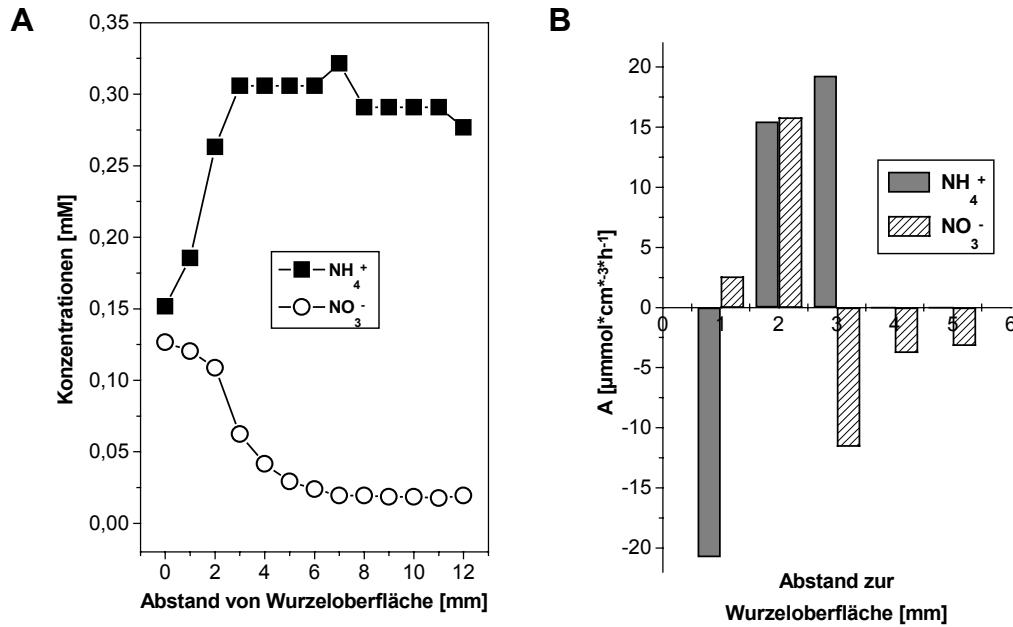 A
Konzentrationen [mM]
0,35
0,30
0,25
0,20
0,15
0,10
0,05
0,00
NH4+
NO3-
0 2 4 6 8 10 12
Abstand von Wurzeloberfläche [mm]
B
A [µmmol*cm*-3*h-1]
20
15
10
5
0
-5
-10
-15
-20
0 1 2 3 4 5 6
NH4+
NO3-
Abstand zur
Wurzeloberfläche [mm]